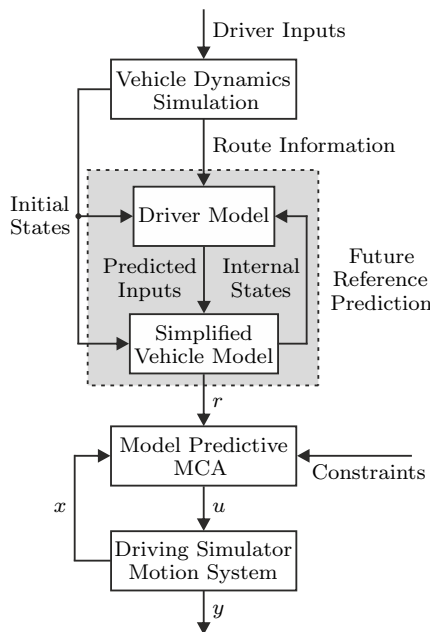 Driver Inputs
Vehicle Dynamics
Simulation
Route Information
Initial
States
Driver Model
Predicted
Inputs
Internal
States
Future
Reference
Prediction
Simplified
Vehicle Model
r
Model Predictive
MCA
Constraints
x
u
Driving Simulator
Motion System
y